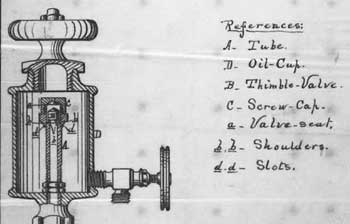 References:
A- Tube.
D- Oil-Cup.
B- Thimble-Valve.
C- Screw-Cap.
a- Valve-seat,
b.b- Shoulders.
d.d- Slots.
A